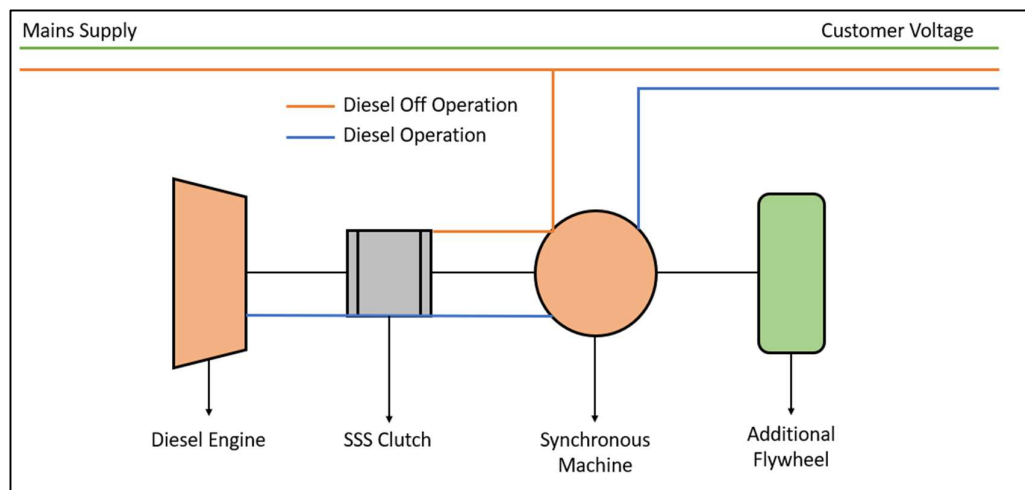 Mains Supply
Customer Voltage
Diesel Off Operation
Diesel Operation
Diesel Engine
SSS Clutch
Synchronous
Machine
Additional
Flywheel